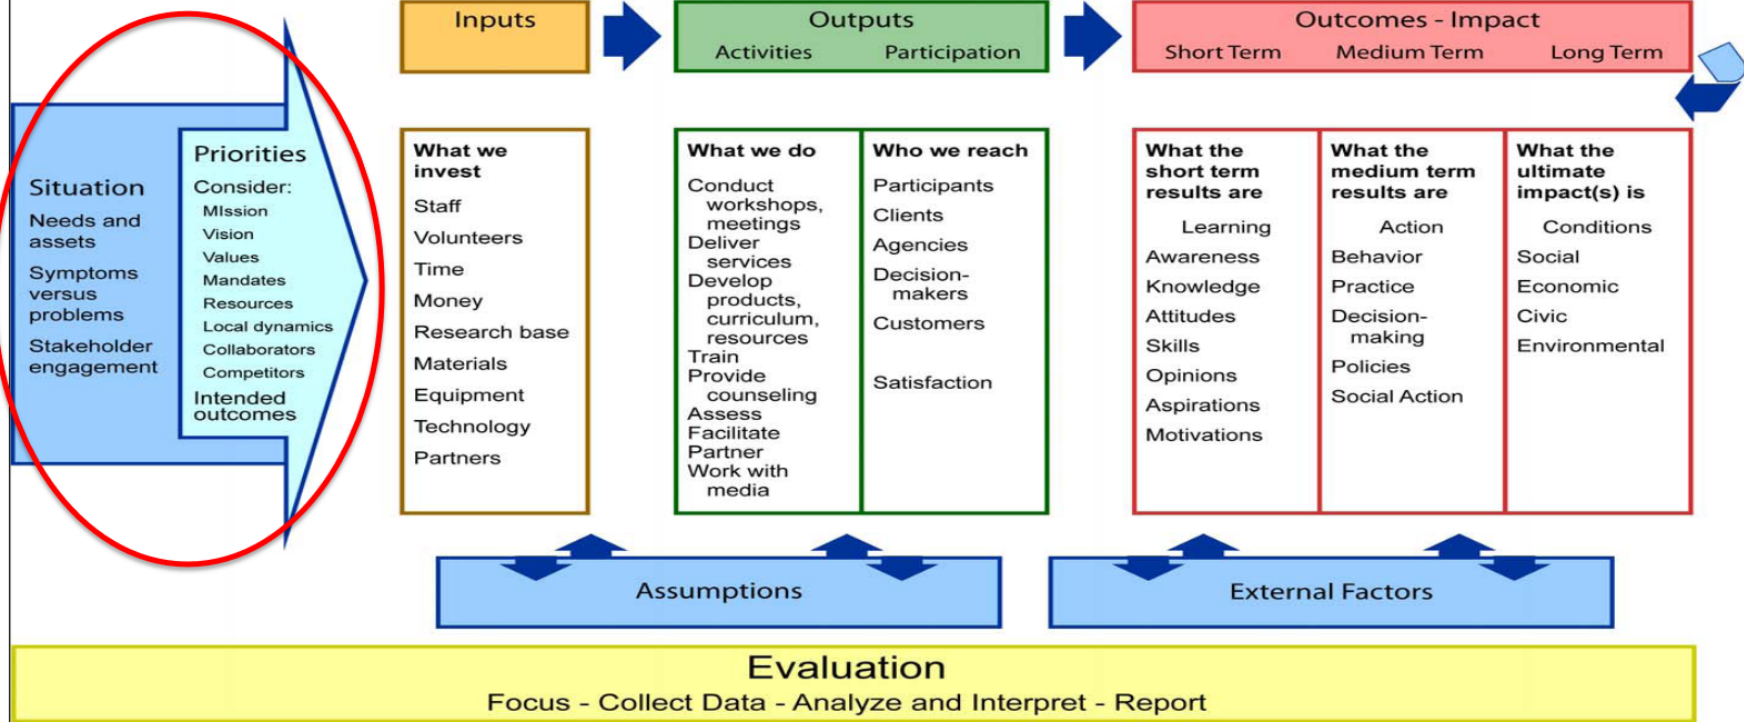 Situation
Needs and
assets
Symptoms
versus
problems
Stakeholder
engagement
Priorities
Consider:
MIssion
Vision
Values
Mandates
Resources
Local dynamics
Collaborators
Competitors
Intended
outcomes
Inputs
What we
invest
Staff
Volunteers
Time
Money
Research base
Materials
Equipment
Technology
Partners
Outputs
Activities Participation
What we do
Conduct
workshops,
meetings
Deliver
services
Develop
products,
curriculum,
resources
Train
Provide
counseling
Assess
Facilitate
Partner
Work with
media
Who we reach
Participants
Clients
Agencies
Decision-
makers
Customers
Satisfaction
Outcomes - Impact
Short Term Medium Term Long Term
What the
short term
results are
Learning
Awareness
Knowledge
Attitudes
Skills
Opinions
Aspirations
Motivations
What the
medium term
results are
Action
Behavior
Practice
Decision-
making
Policies
Social Action
What the
ultimate
impact(s) is
Conditions
Social
Economic
Civic
Environmental
Assumptions
External Factors
Evaluation
Focus - Collect Data - Analyze and Interpret - Report